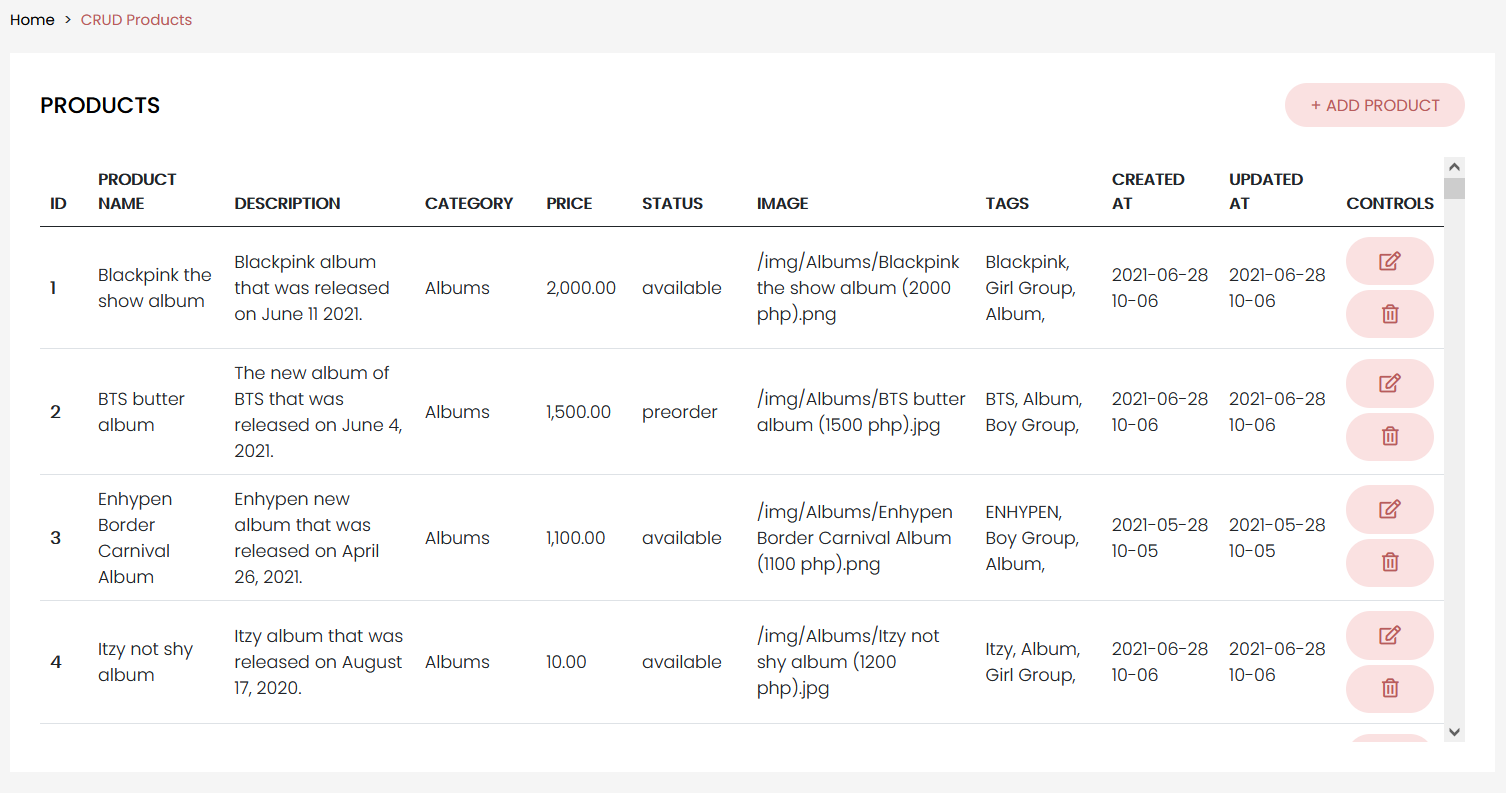 Home > CRUD Products
PRODUCTS
+ ADD PRODUCT
ID PRODUCT NAME DESCRIPTION CATEGORY PRICE STATUS IMAGE TAGS CREATED AT UPDATED AT CONTROLS
1 Blackpink the show album Blackpink album that was released on June 11 2021. Albums 2,000.00 available /img/Albums/Blackpink the show album (2000 php).png Blackpink, Girl Group, Album, 2021-06-28 10-06 2021-06-28 10-06
2 BTS butter album The new album of BTS that was released on June 4, 2021. Albums 1,500.00 preorder /img/Albums/BTS butter album (1500 php).jpg BTS, Album, Boy Group, 2021-06-28 10-06 2021-06-28 10-06
3 Enhypen Border Carnival Album Enhypen new album that was released on April 26, 2021. Albums 1,100.00 available /img/Albums/Enhypen Border Carnival Album (1100 php).png ENHYPEN, Boy Group, Album, 2021-05-28 10-05 2021-05-28 10-05
4 Itzy not shy album Itzy album that was released on August 17, 2020. Albums 10.00 available /img/Albums/Itzy not shy album (1200 php).jpg Itzy, Album, Girl Group, 2021-06-28 10-06 2021-06-28 10-06